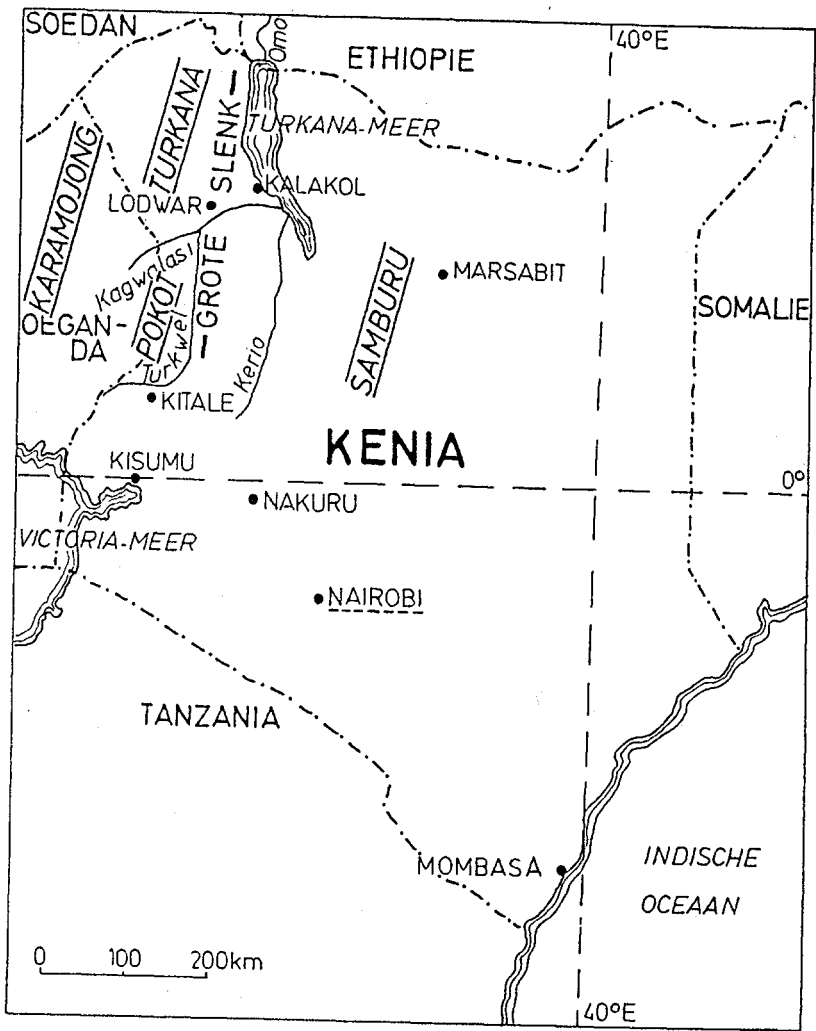 SOEDAN
Omo
ETHIOPIE
40°E
KARAMOJONG
TURKANA
SLENK—
TURKANA-MEER
KALAKOL
LODWAR
Kagwalasi
POKOT
—GROTE
Turkwel
Kerio
SAMBURU
MARSABIT
SOMALIE
OEGAN-
DA
KITALE
KENIA
KISUMU
0°
NAKURU
VICTORIA-MEER
NAIROBI
TANZANIA
MOMBASA
INDISCHE
OCEAAN
0 100 200km
40°E